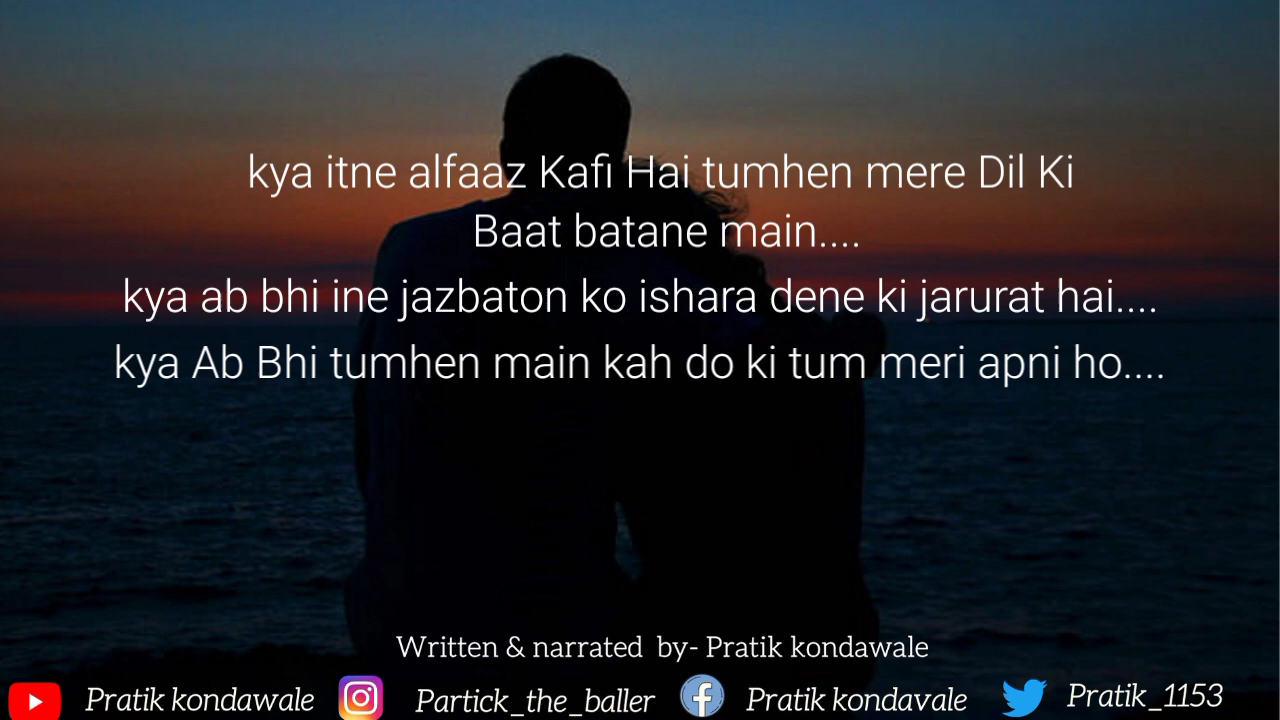 kya itne alfaaz Kafi Hai tumhen mere Dil Ki
Baat batane main....
kya ab bhi ine jazbaton ko ishara dene ki jarurat hai....
kya Ab Bhi tumhen main kah do ki tum meri apni ho....
Written & narrated by- Pratik kondawale
Pratik kondawale Partick_the_baller Pratik kondavale Pratik_1153